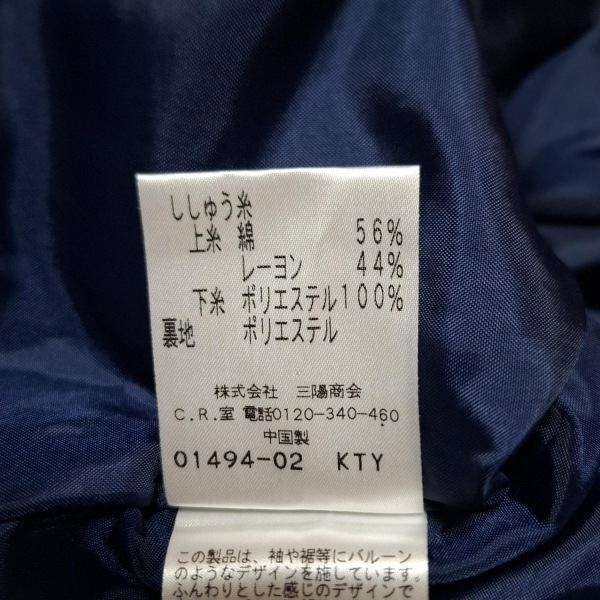 ししゅう糸
上糸 綿 56%
レーヨン 44%
下糸 ポリエステル100%
裏地 ポリエステル
株式会社 三陽商会
C.R.室 電話0120-340-460
中国製
01494-02 KTY
この製品は、袖や裾等にバルーン
のようなデザインを施しています。
ふんわりとした感じのデザインで